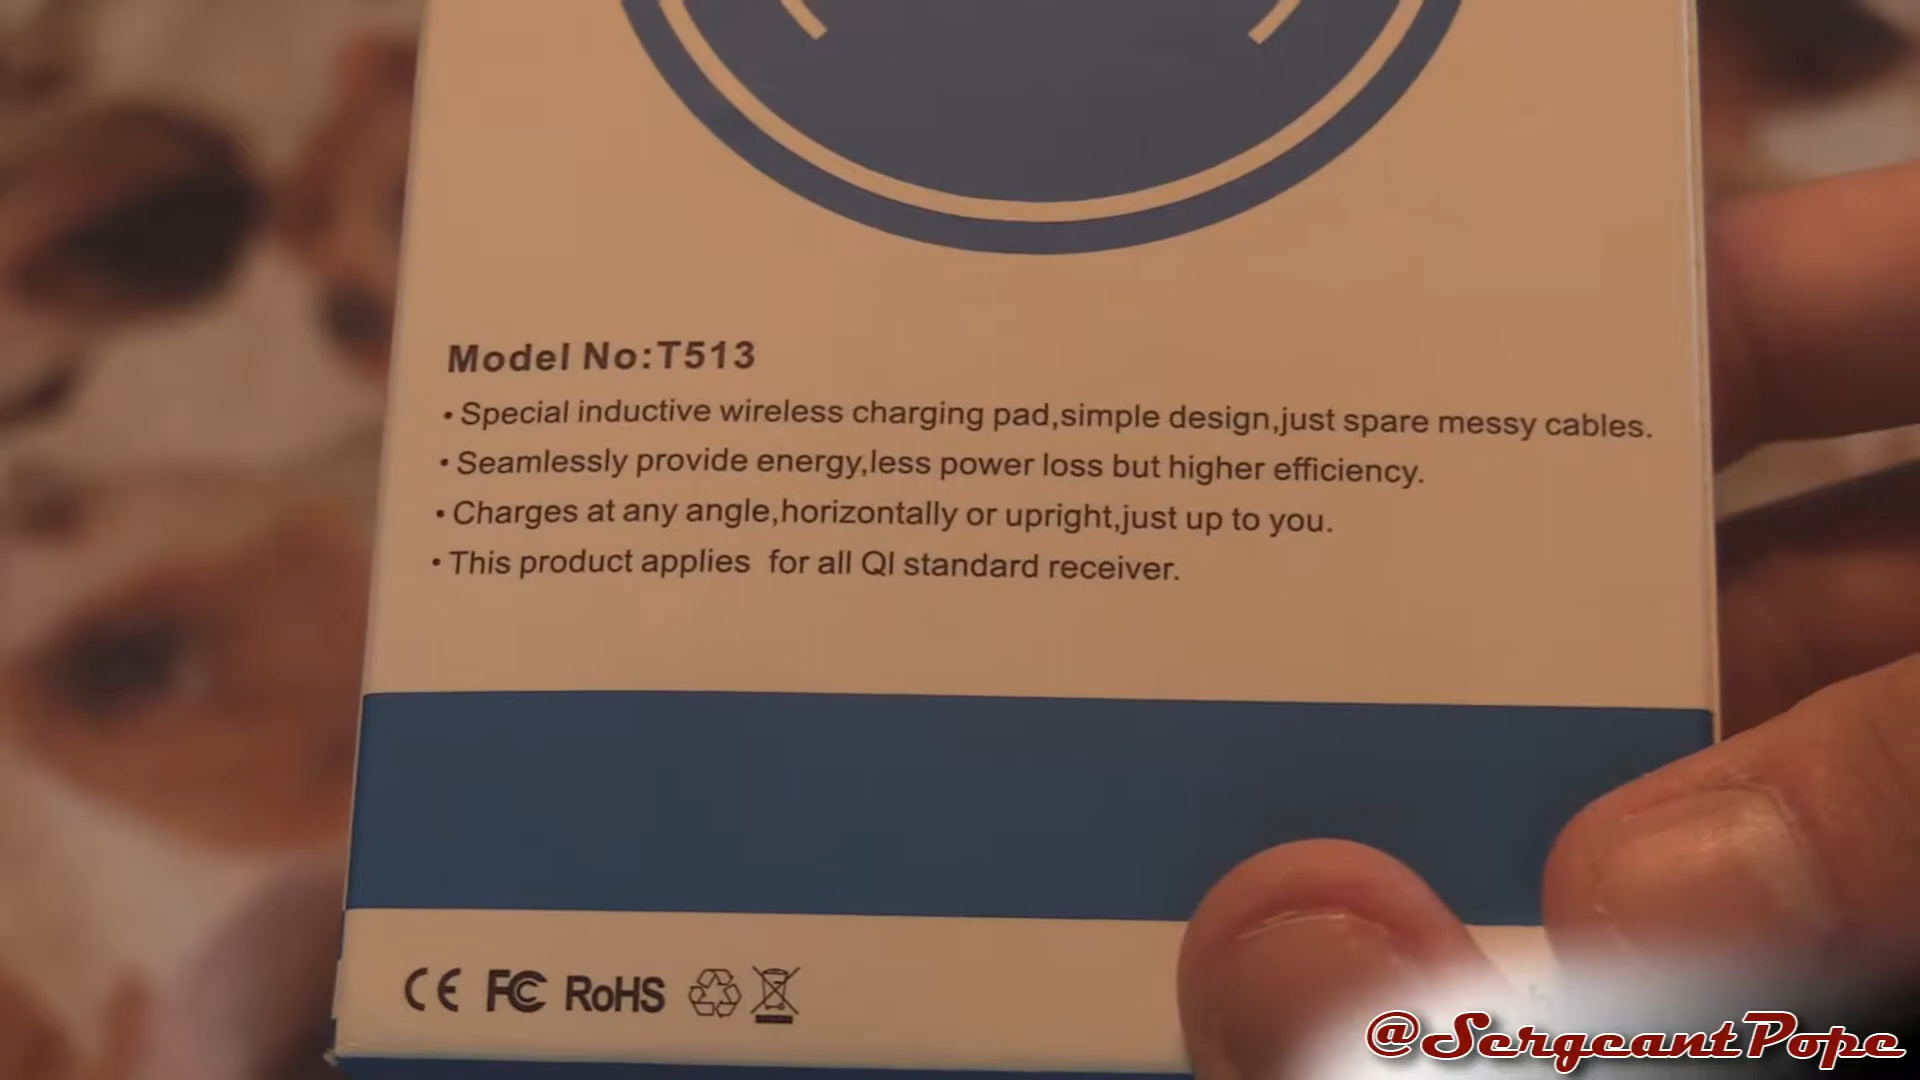 Model No:T513
• Special inductive wireless charging pad,simple design,just spare messy cables.
• Seamlessly provide energy,less power loss but higher efficiency.
• Charges at any angle,horizontally or upright,just up to you.
• This product applies  for all QI standard receiver.
CE FC RoHS
@SergeantPope